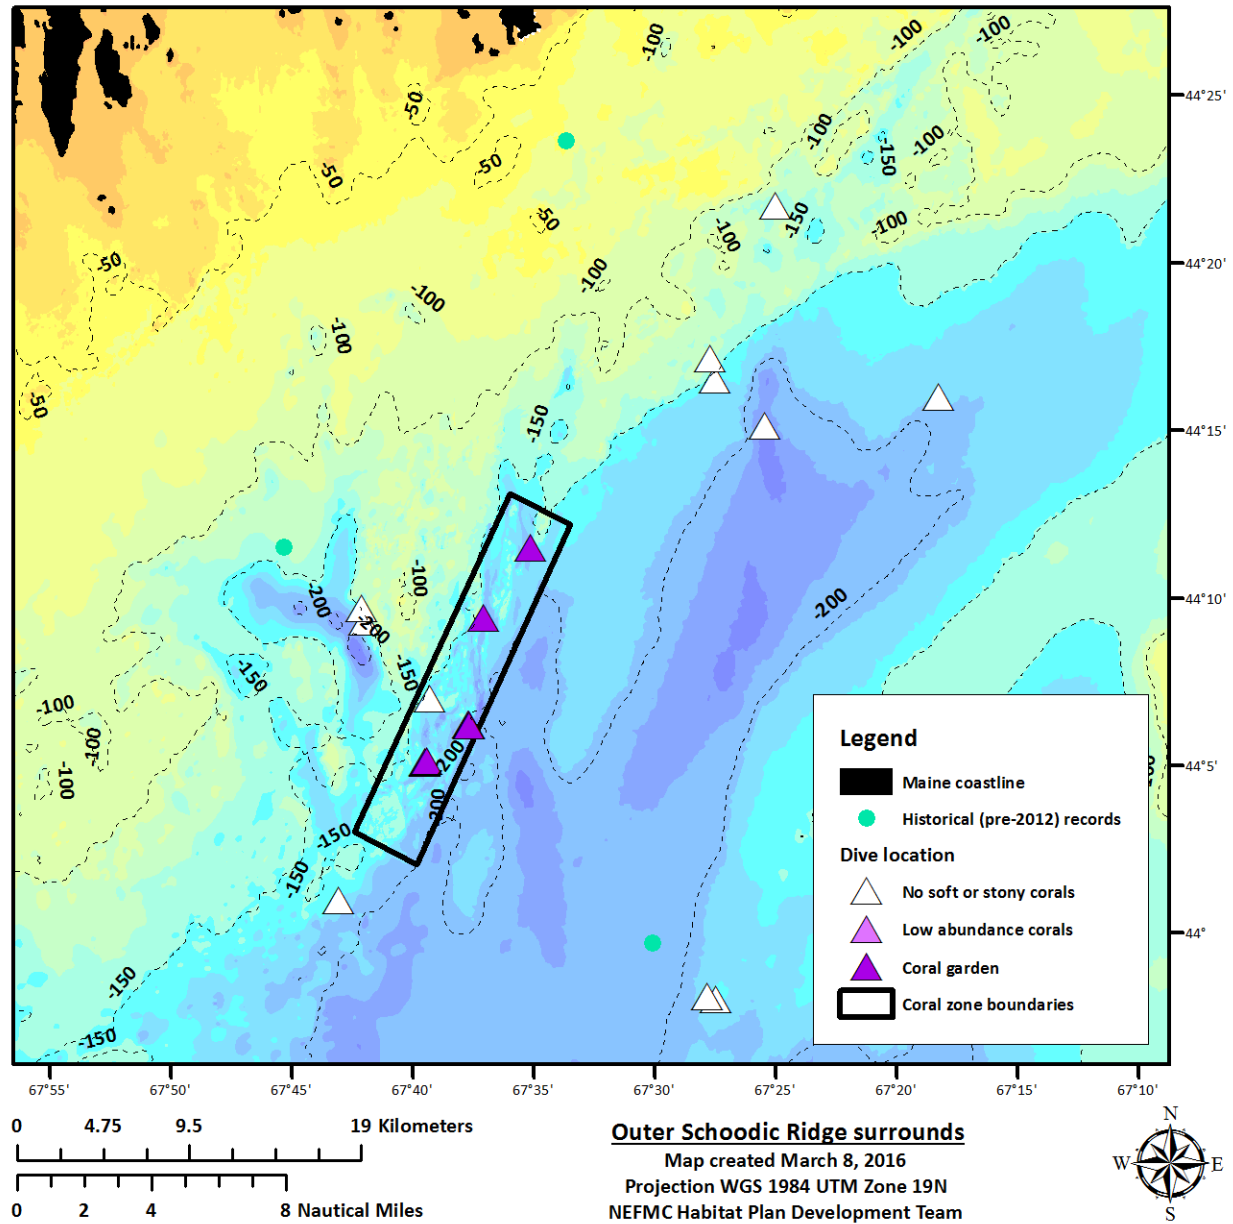 -100
-100
-100
-50
-100
-100
-150
-50
-50
-50
-150
-100
-100
-50
-100
-100
-100
-50
-150
-100
-200
-200
-200
-150
-150
-100
-100
-100
-200
-200
-150
-150
-150
-150
44°25'
44°20'
44°15'
44°10'
44°5'
44°
Legend
Maine coastline
Historical (pre-2012) records
Dive location
No soft or stony corals
Low abundance corals
Coral garden
Coral zone boundaries
67°55'
67°50'
67°45'
67°40'
67°35'
67°30'
67°25'
67°20'
67°15'
67°10'
0 4.75 9.5 19 Kilometers
0 2 4 8 Nautical Miles
Outer Schoodic Ridge surrounds
Map created March 8, 2016
Projection WGS 1984 UTM Zone 19N
NEFMC Habitat Plan Development Team
N
W E
S